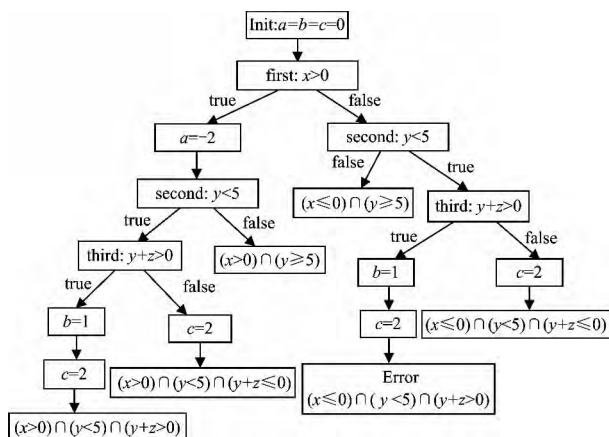 Init:a=b=c=0
first: x>0
true
false
a=−2
second: y<5
false
true
second: y<5
(x≤0)∩(y≥5)
third: y+z>0
true
false
true
false
third: y+z>0
(x>0)∩(y≥5)
b=1
c=2
true
false
b=1
c=2
c=2
(x≤0)∩(y<5)∩(y+z≤0)
c=2
(x>0)∩(y<5)∩(y+z≤0)
Error
(x≤0)∩( y<5)∩(y+z>0)
(x>0)∩(y<5)∩(y+z>0)